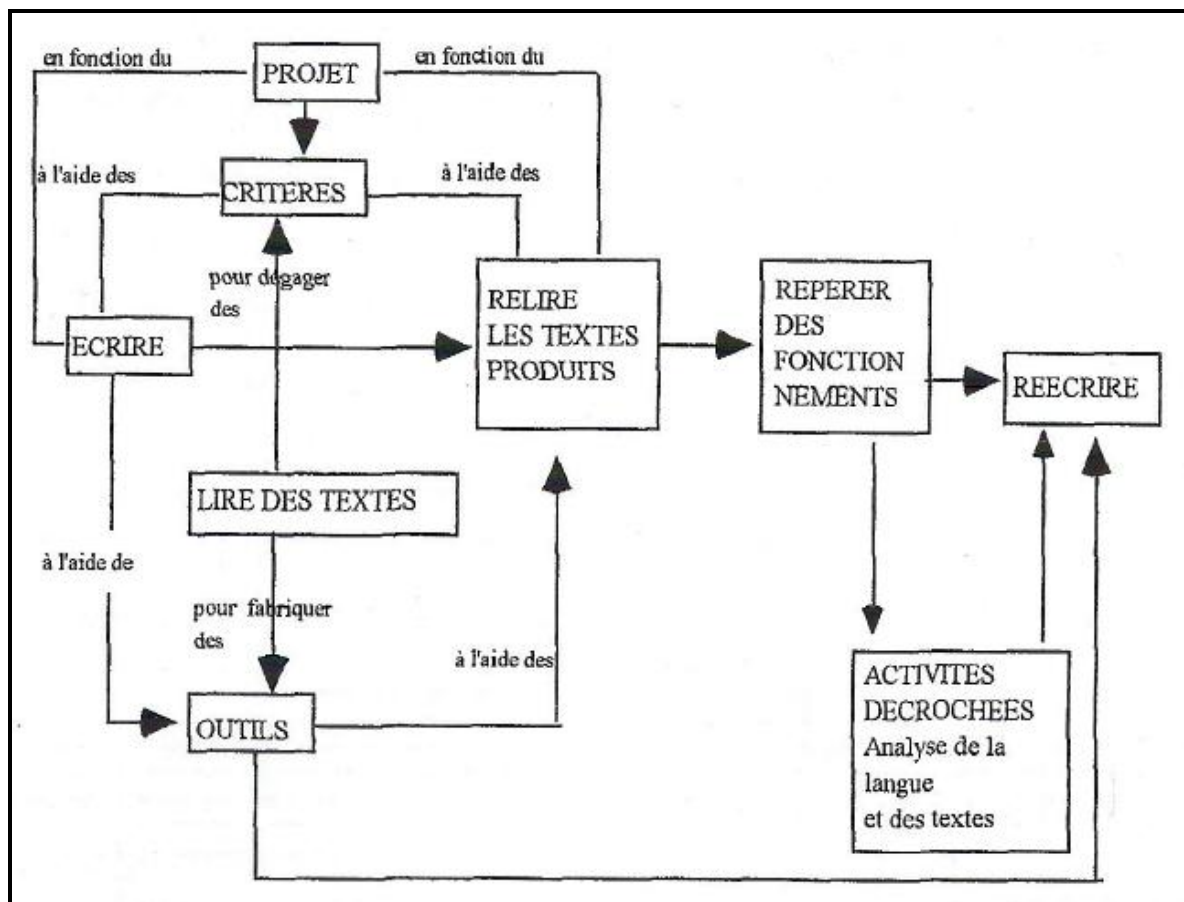 en fonction du
en fonction du
PROJET
à l'aide des
à l'aide des
CRITERES
pour dégager
des
ECRIRE
RELIRE
LES TEXTES
PRODUITS
REPERER
DES
FONCTION
NEMENTS
REECRIRE
LIRE DES TEXTES
à l'aide de
pour fabriquer
des
à l'aide des
OUTILS
ACTIVITES
DECROCHEES
Analyse de la
langue
et des textes